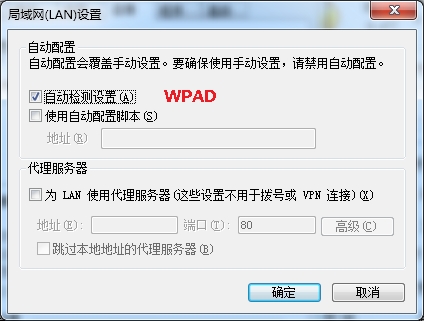 局域网(LAN)设置
自动配置
自动配置会覆盖手动设置。要确保使用手动设置，请禁用自动配置。
自动检测设置(A) WPAD
使用自动配置脚本(S)
地址(R)
代理服务器
为 LAN 使用代理服务器(这些设置不用于拨号或 VPN 连接)(X)
地址(E): 端口(T): 80 高级(C)
跳过本地地址的代理服务器(B)
确定 取消